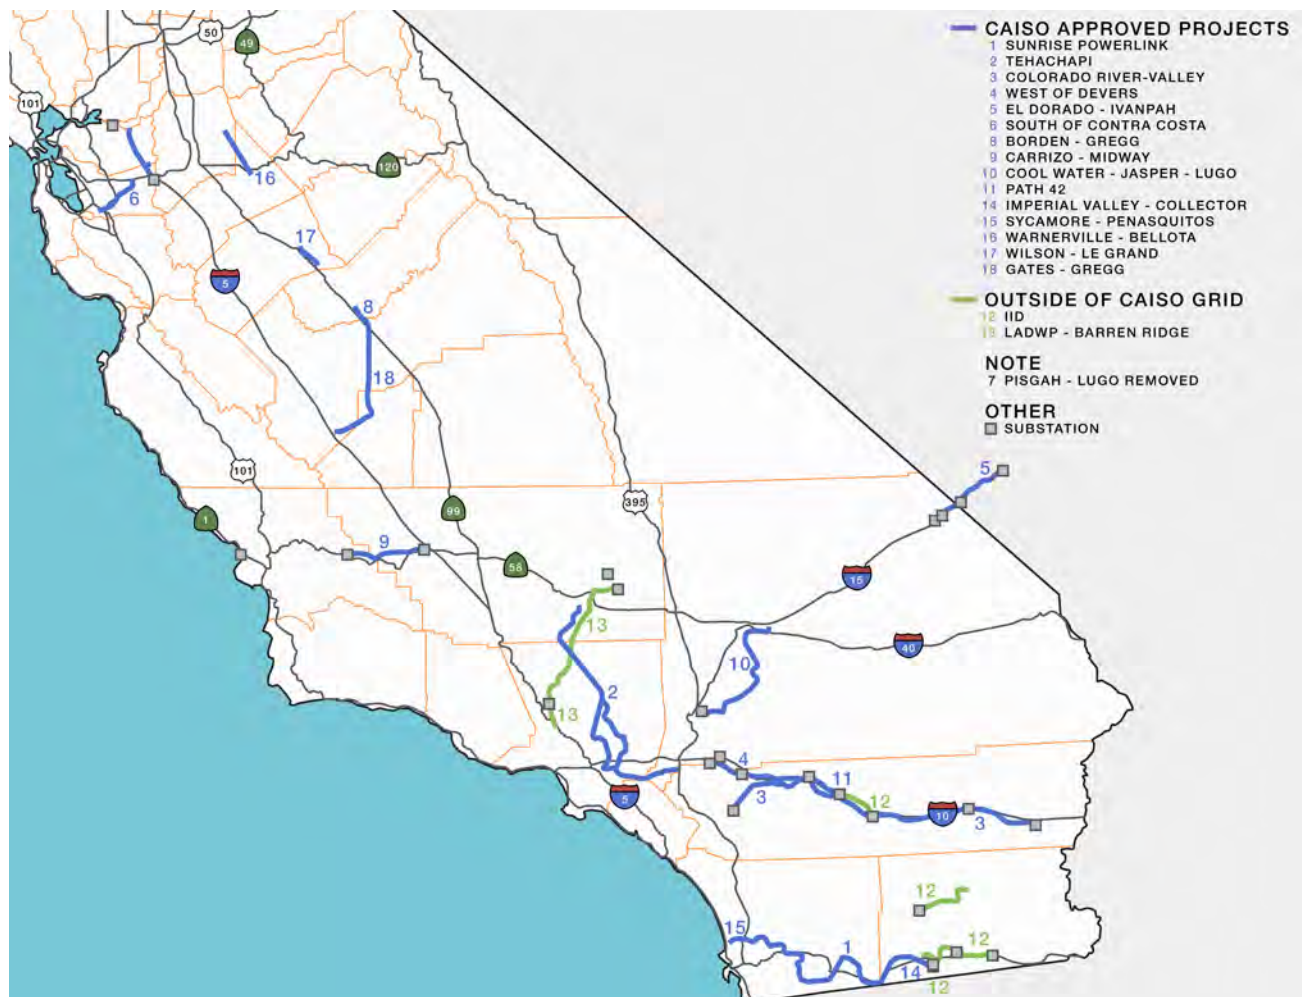 CAISO APPROVED PROJECTS
1 SUNRISE POWERLINK
2 TEHACHAPI
3 COLORADO RIVER-VALLEY
4 WEST OF DEVERS
5 EL DORADO - IVANPAH
6 SOUTH OF CONTRA COSTA
8 BORDEN - GREGG
9 CARRIZO - MIDWAY
10 COOL WATER - JASPER - LUGO
11 PATH 42
14 IMPERIAL VALLEY - COLLECTOR
15 SYCAMORE - PENASQUITOS
16 WARNERVILLE - BELLOTA
17 WILSON - LE GRAND
18 GATES - GREGG
OUTSIDE OF CAISO GRID
12 IID
13 LADWP - BARREN RIDGE
NOTE
7 PISGAH - LUGO REMOVED
OTHER
SUBSTATION
50
49
101
120
16
6
17
5
8
18
101
5
395
1
99
9
58
15
13
40
10
2
13
4
11
3
12
5
10
3
12
15
1
12
14
12